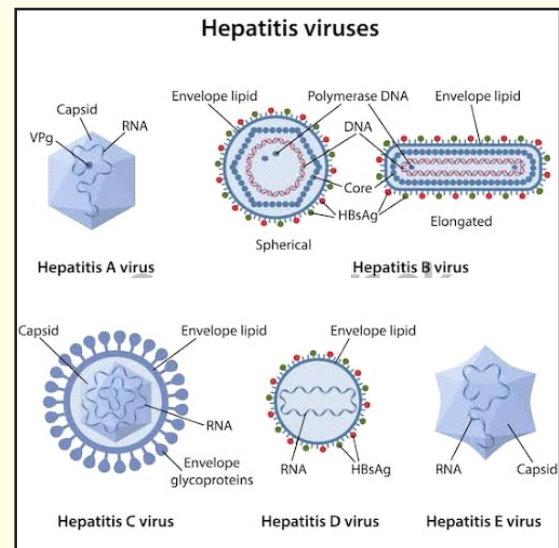 Hepatitis viruses
Capsid
VPg
RNA
Hepatitis A virus
Envelope lipid
Polymerase DNA
Envelope lipid
DNA
Core
HBsAg
Spherical
Elongated
Hepatitis B virus
Capsid
Envelope lipid
RNA
Envelope
glycoproteins
Hepatitis C virus
Envelope lipid
RNA
HBsAg
Hepatitis D virus
RNA
Capsid
Hepatitis E virus